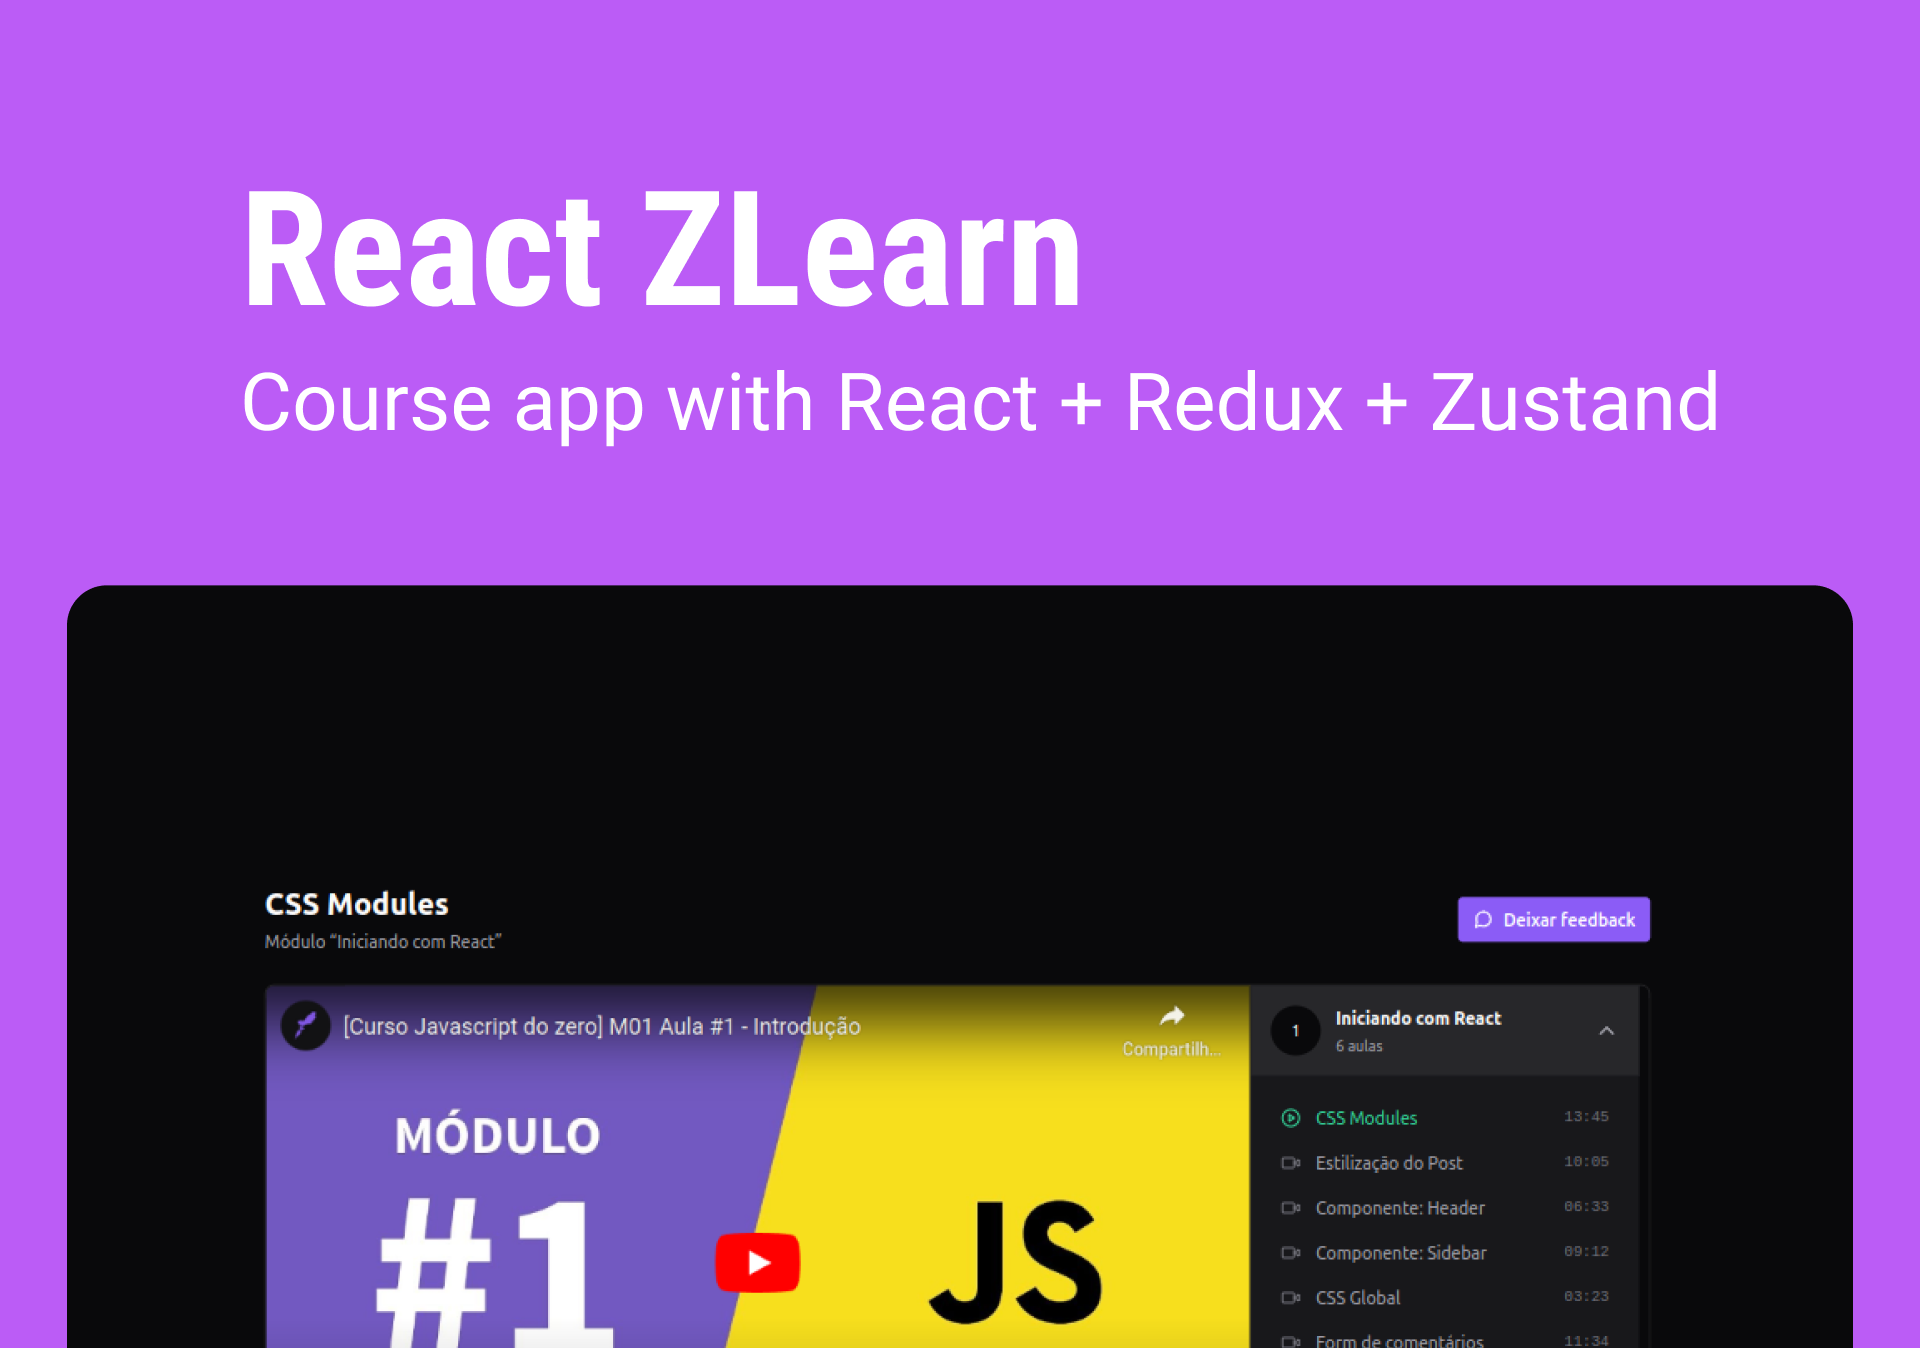 React ZLearn
Course app with React + Redux + Zustand
CSS Modules
Módulo “Iniciando com React”
Deixar feedback
[Curso Javascript do zero] M01 Aula #1 - Introdução
Compartilh...
MÓDULO
#1
JS
1
Iniciando com React
6 aulas
CSS Modules 13:45
Estilização do Post 10:05
Componente: Header 06:33
Componente: Sidebar 09:12
CSS Global 03:23
Form de comentários 11:34